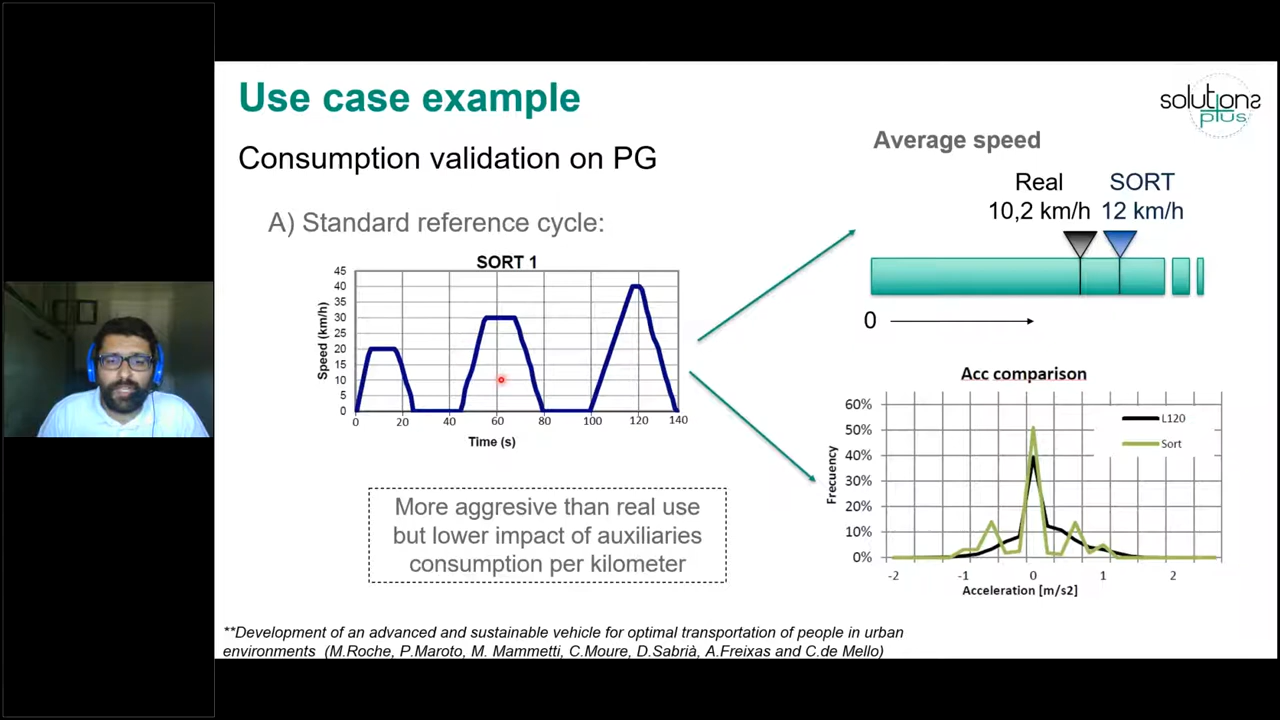 Use case example
solutions
plus
Consumption validation on PG
Average speed
Real
10,2 km/h
SORT
12 km/h
0
A) Standard reference cycle:
SORT 1
Speed (km/h)
45
40
35
30
25
20
15
10
5
0
0
20
40
60
80
100
120
140
Time (s)
More aggresive than real use
but lower impact of auxiliaries
consumption per kilometer
Acc comparison
Frecuency
60%
50%
40%
30%
20%
10%
0%
L120
Sort
-2
-1
0
1
2
Acceleration [m/s2]
**Development of an advanced and sustainable vehicle for optimal transportation of people in urban
environments (M.Roche, P.Maroto, M. Mammetti, C.Moure, D.Sabrià, A.Freixas and C.de Mello)